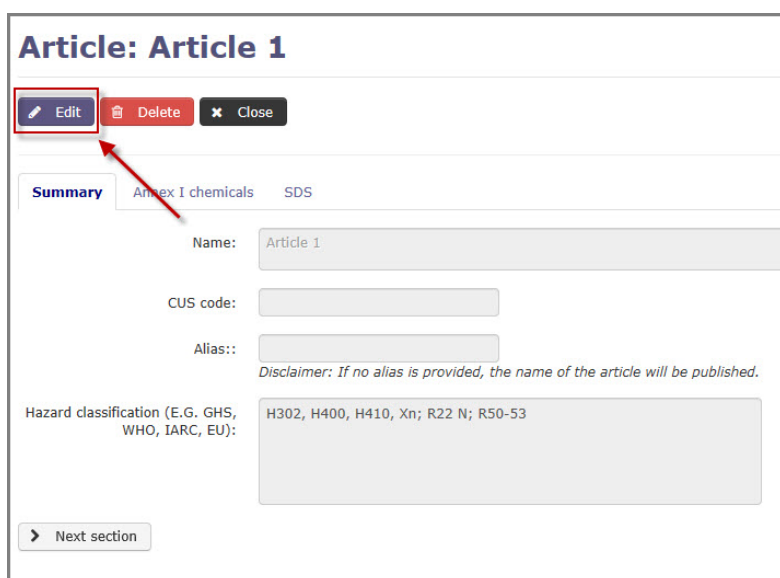 Article: Article 1
Edit Delete Close
Summary Annex I chemicals SDS
Name: Article 1
CUS code:
Alias::
Disclaimer: If no alias is provided, the name of the article will be published.
Hazard classification (E.G. GHS, H302, H400, H410, Xn; R22 N; R50-53
WHO, IARC, EU):
Next section